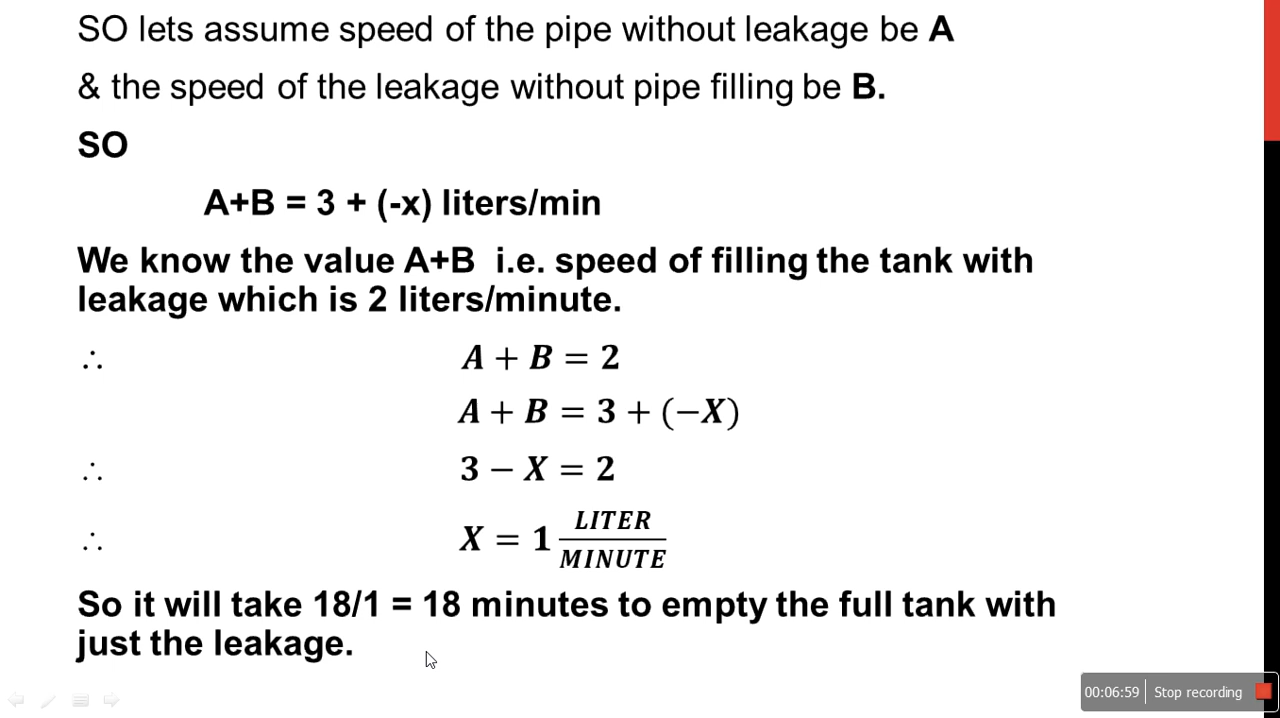 SO lets assume speed of the pipe without leakage be A
& the speed of the leakage without pipe filling be B.
SO
A+B = 3 + (-x) liters/min
We know the value A+B i.e. speed of filling the tank with
leakage which is 2 liters/minute.
∴ A + B = 2
A + B = 3 + (−X)
∴ 3 − X = 2
∴ X = 1 LITER/MINUTE
So it will take 18/1 = 18 minutes to empty the full tank with
just the leakage.
00:06:59 Stop recording